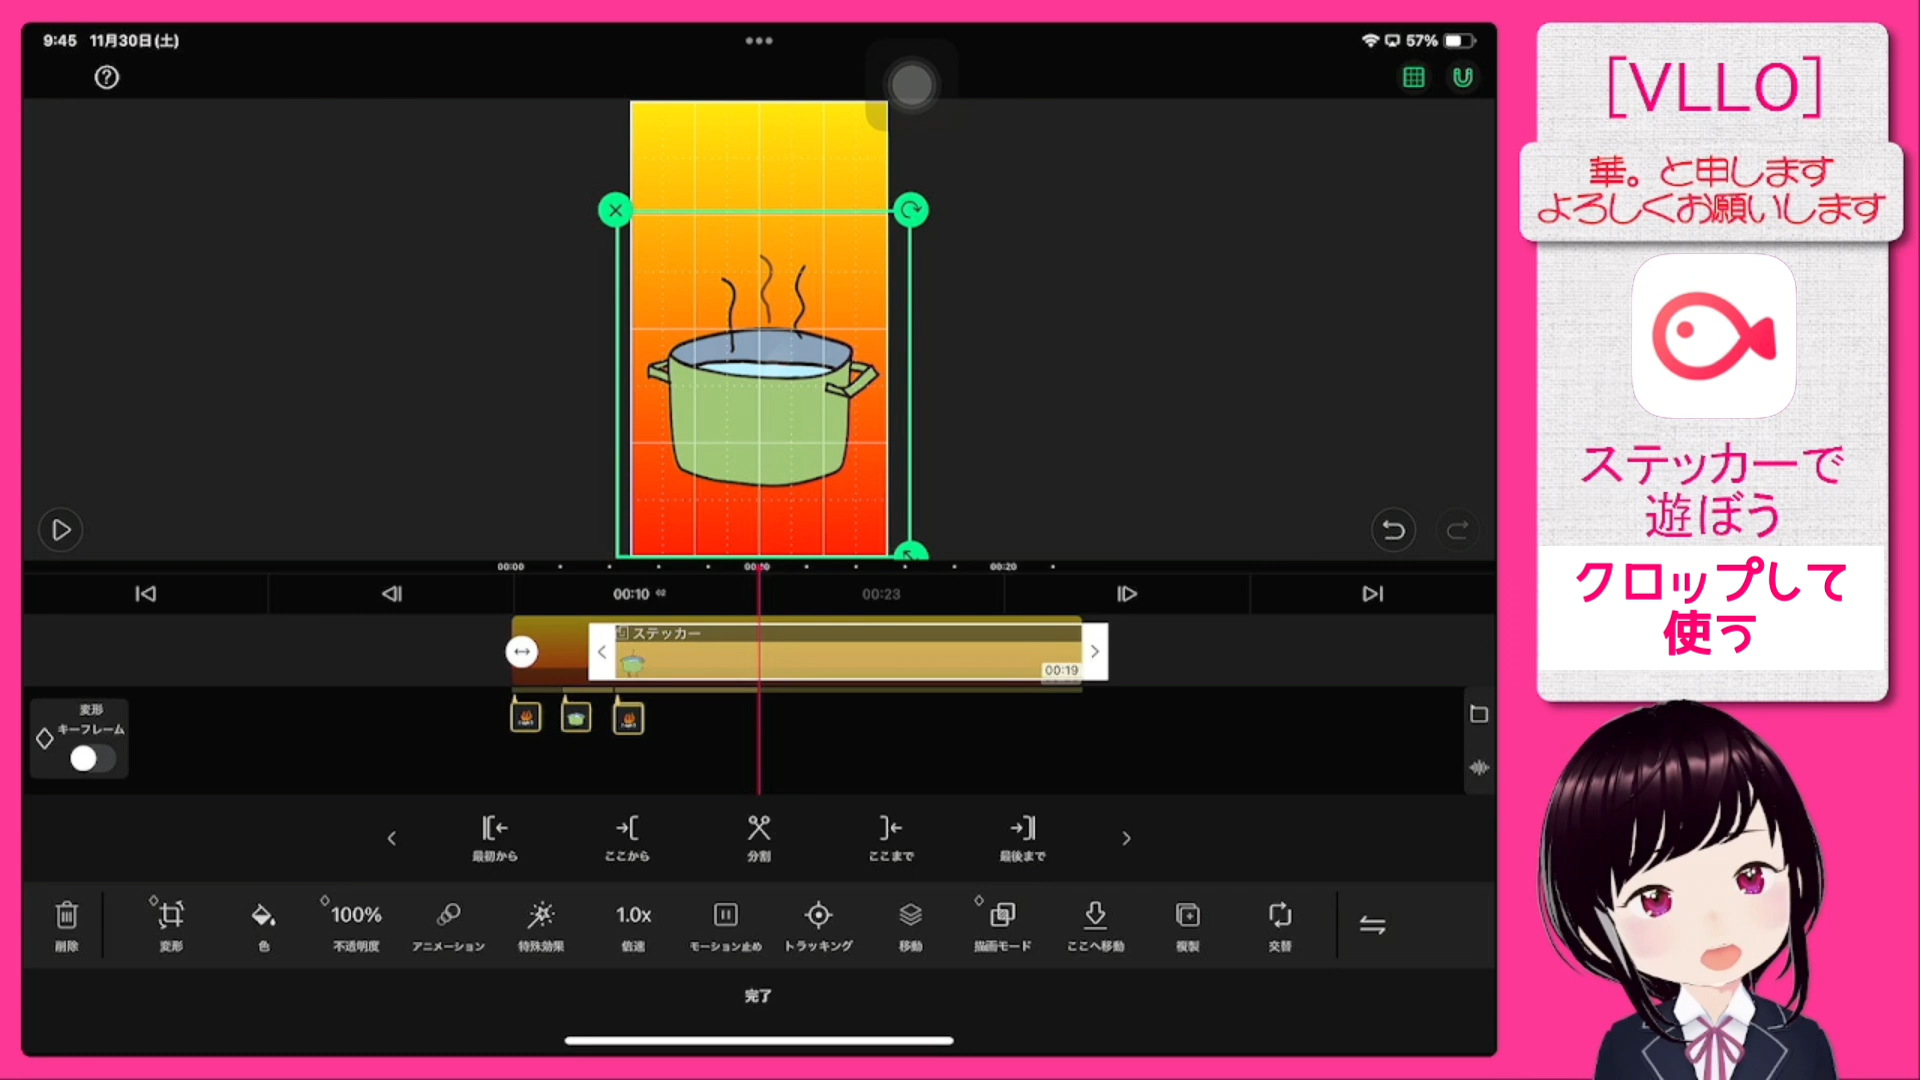 9:45 11月30日(土)
57%
00:00
00:20
00:10 02
00:23
ステッカー
00:19
変形
キーフレーム
最初から
ここから
分割
ここまで
最後まで
100%
1.0x
削除
変形
色
不透明度
アニメーション
特殊効果
倍速
モーション止め
トラッキング
移動
描画モード
ここへ移動
複製
交替
完了
[VLLO]
華。と申します
よろしくお願いします
ステッカーで
遊ぼう
クロップして
使う